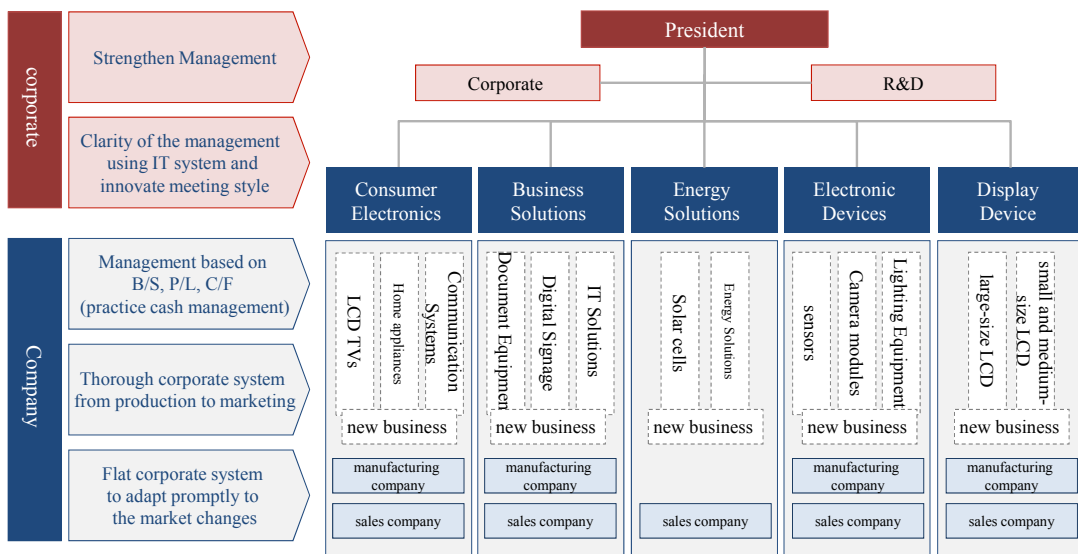 corporate
Strengthen Management
Clarity of the management
using IT system and
innovate meeting style
President
Corporate
R&D
Consumer
Electronics
Business
Solutions
Energy
Solutions
Electronic
Devices
Display
Device
Company
Management based on
B/S, P/L, C/F
(practice cash management)
Thorough corporate system
from production to marketing
Flat corporate system
to adapt promptly to
the market changes
LCD TVs
Home appliances
Communication
Systems
new business
manufacturing
company
sales company
Document Equipmen
Digital Signage
IT Solutions
new business
manufacturing
company
sales company
Solar cells
Energy Solutions
sales company
sensors
Camera modules
Lighting Equipment
new business
manufacturing
company
sales company
large-size LCD
small and medium-
size LCD
new business
manufacturing
company
sales company